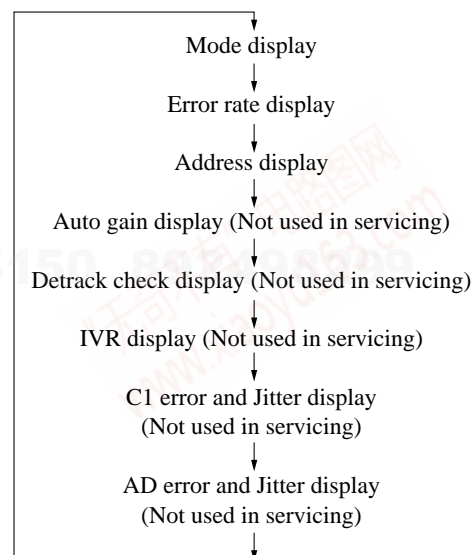 Mode display
Error rate display
Address display
Auto gain display (Not used in servicing)
Detrack check display (Not used in servicing)
IVR display (Not used in servicing)
C1 error and Jitter display
(Not used in servicing)
AD error and Jitter display
(Not used in servicing)